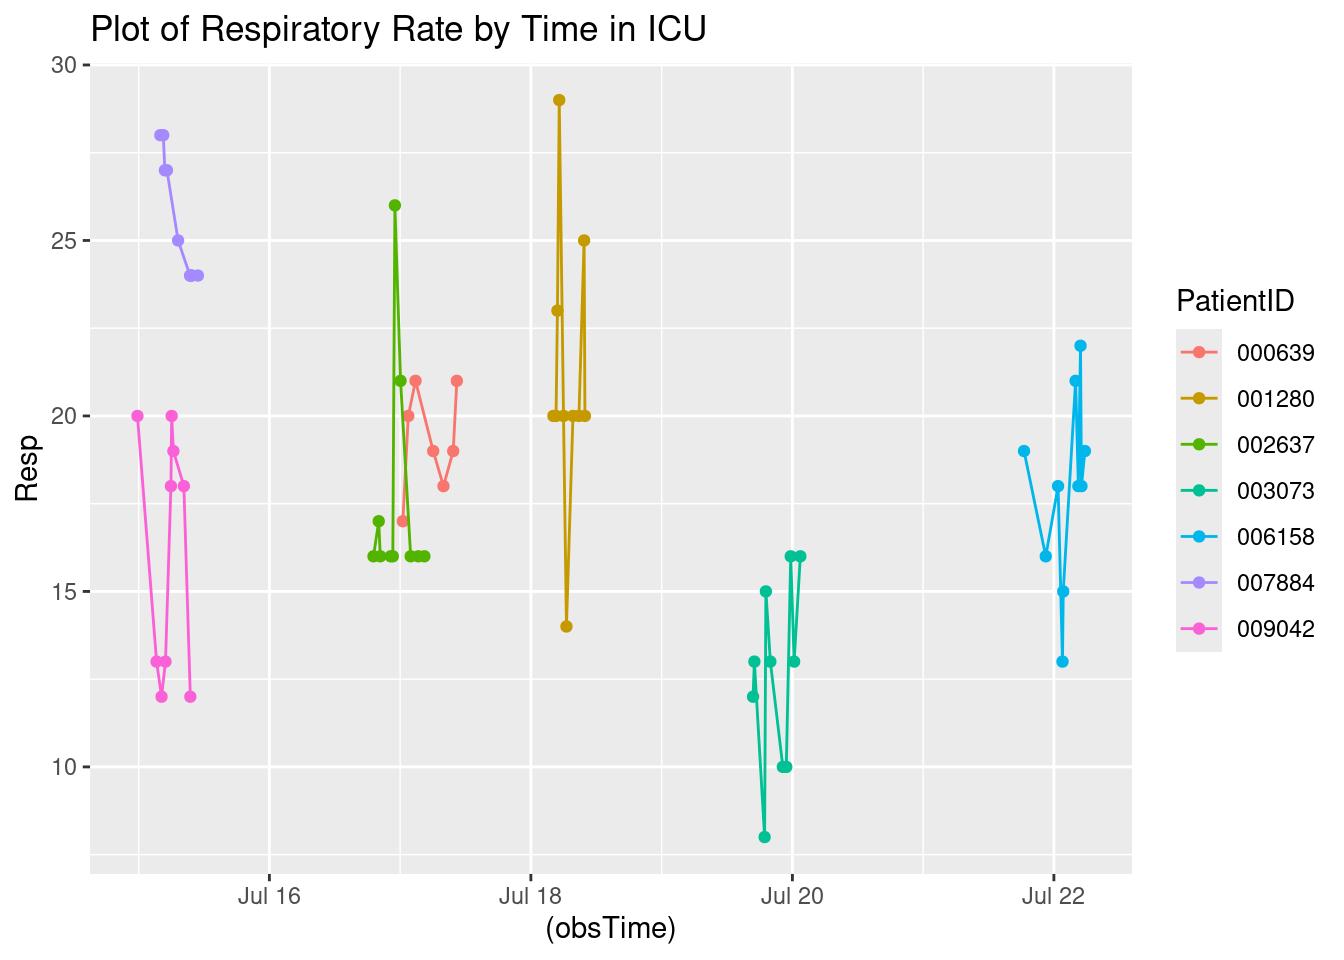 Plot of Respiratory Rate by Time in ICU
30
25
20
15
10
Resp
Jul 16
Jul 18
Jul 20
Jul 22
(obsTime)
PatientID
000639
001280
002637
003073
006158
007884
009042